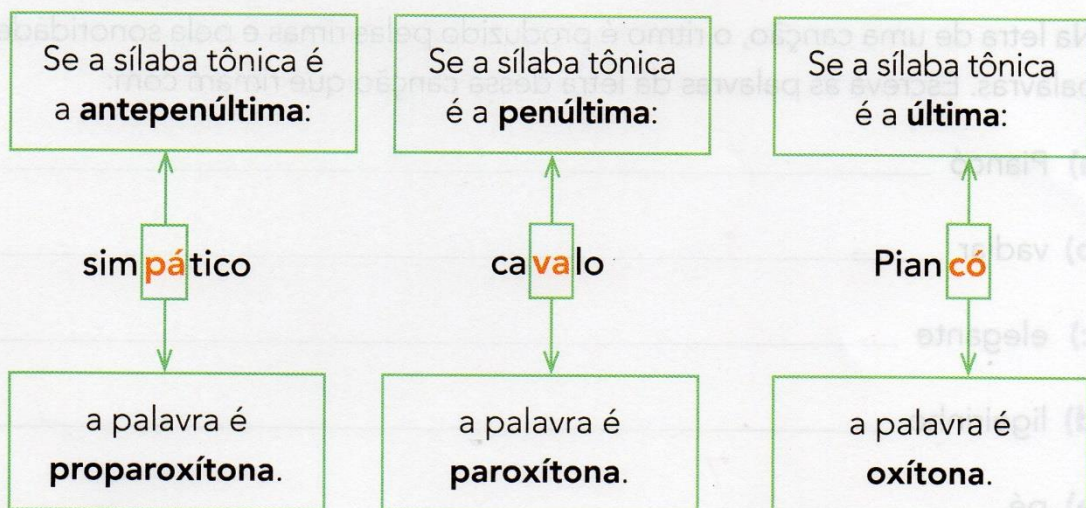 Se a sílaba tônica é
a antepenúltima:
Se a sílaba tônica
é a penúltima:
Se a sílaba tônica
é a última:
simpático
cavalo
Piancó
a palavra é
proparoxítona.
a palavra é
paroxítona.
a palavra é
oxítona.